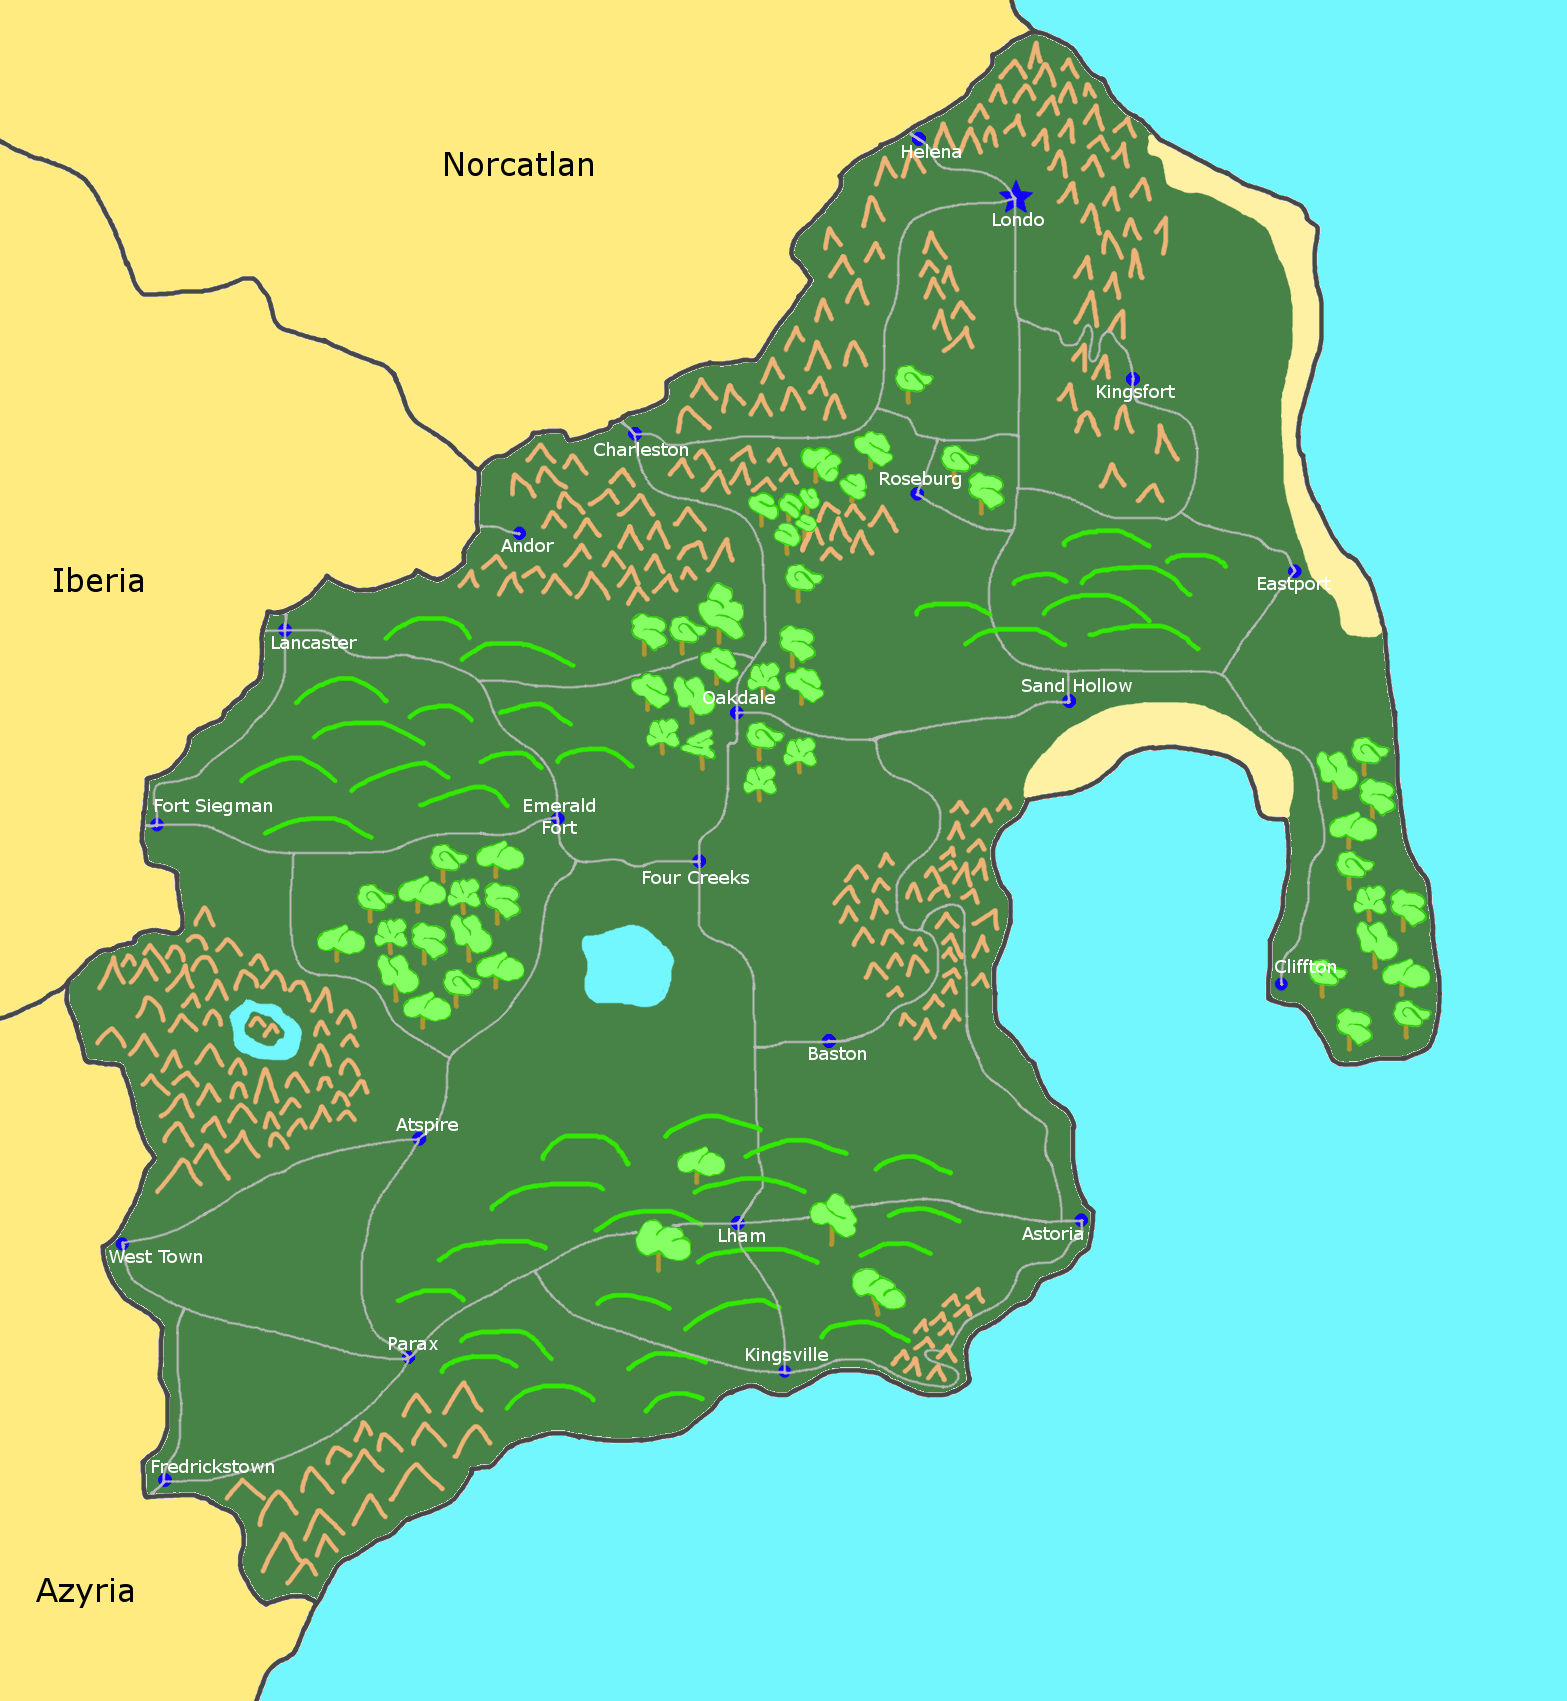 Helena
Norcatlan
Londo
Kingsfort
Charleston
Roseburg
Andor
Iberia
Eastport
Lancaster
Sand Hollow
Oakdale
Fort Siegman
Emerald
Fort
Four Creeks
Cliffton
Baston
Atspire
Astoria
Lham
West Town
Parax
Kingsville
Fredrickstown
Azyria